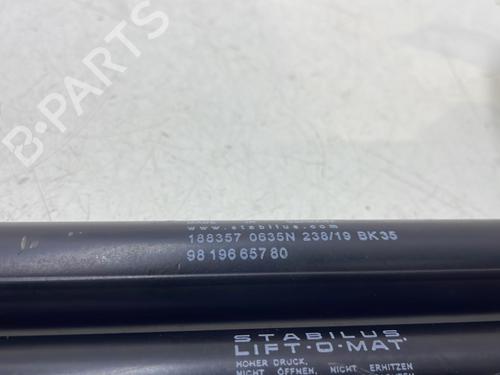 B-PARTS
www.stabilus.com
188357 0635N 238/19 BK35
98 196 657 80
STABILUS
LIFT-O-MAT
HOHER DRUCK,
NICHT ÖFFNEN, NICHT ERHITZEN